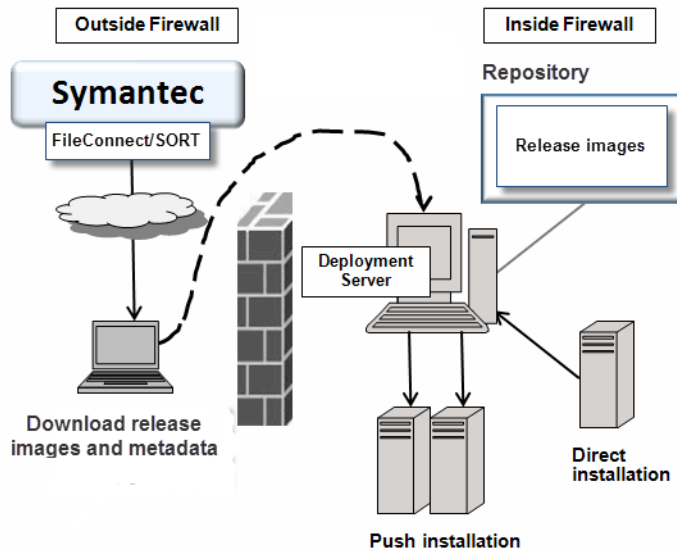 Outside Firewall
Inside Firewall
Symantec
FileConnect/SORT
Repository
Release images
Deployment
Server
Download release
images and metadata
Direct
installation
Push installation